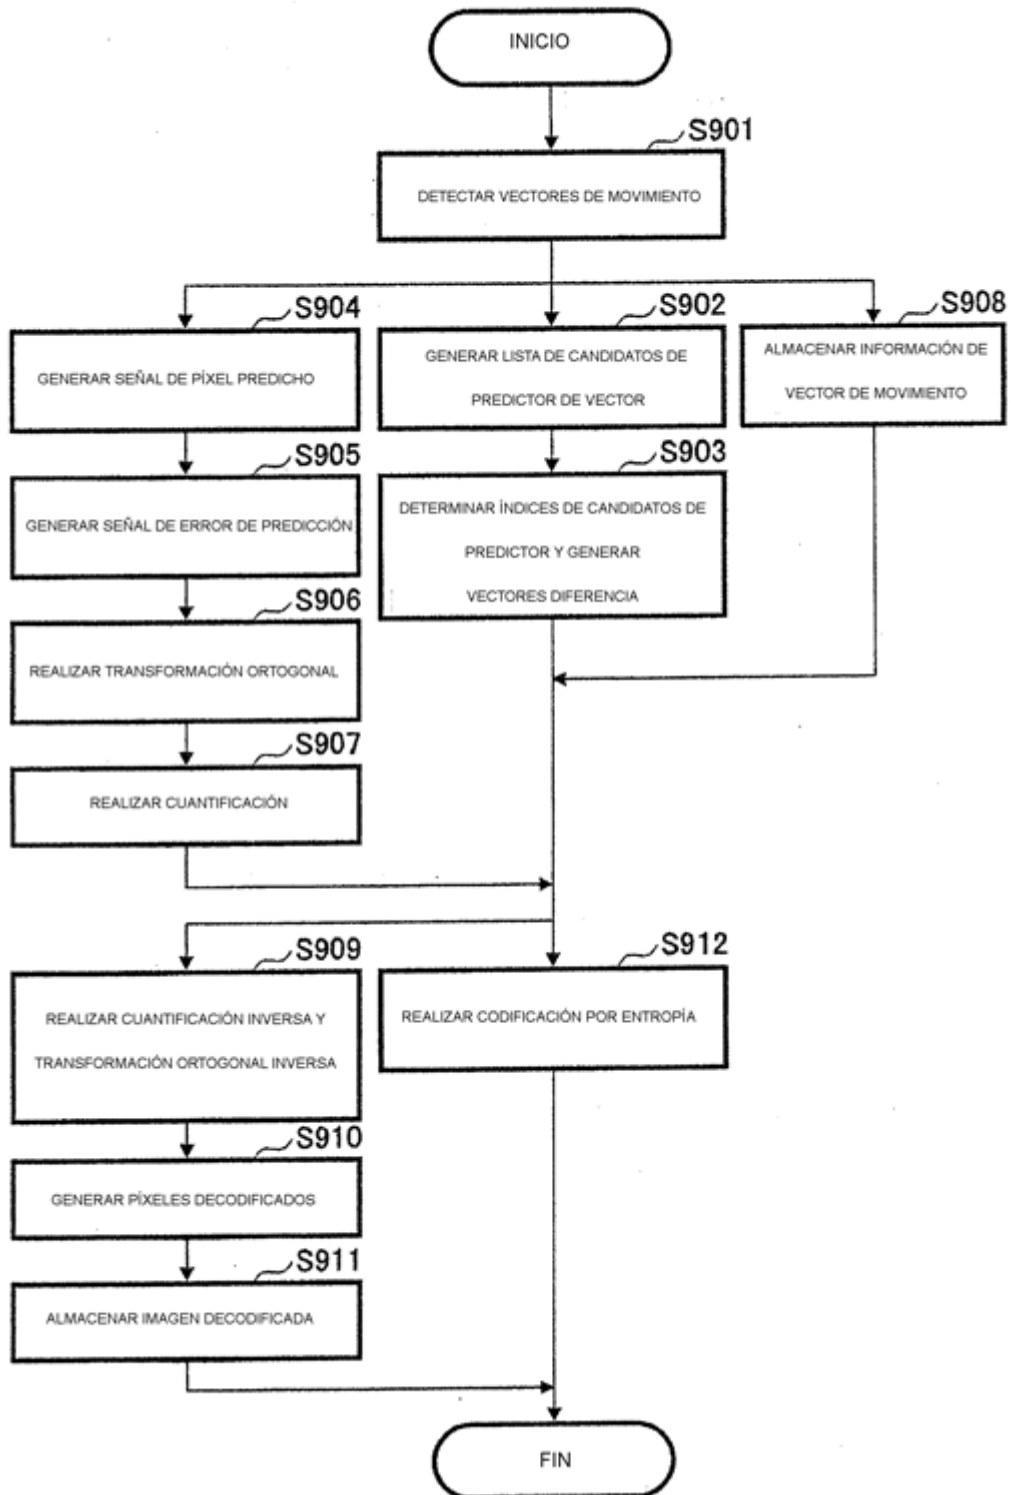 INICIO
S901
DETECTAR VECTORES DE MOVIMIENTO
S904
GENERAR SEÑAL DE PÍXEL PREDICHO
S902
GENERAR LISTA DE CANDIDATOS DE
PREDICTOR DE VECTOR
S908
ALMACENAR INFORMACIÓN DE
VECTOR DE MOVIMIENTO
S905
GENERAR SEÑAL DE ERROR DE PREDICCIÓN
S903
DETERMINAR ÍNDICES DE CANDIDATOS DE
PREDICTOR Y GENERAR
VECTORES DIFERENCIA
S906
REALIZAR TRANSFORMACIÓN ORTOGONAL
S907
REALIZAR CUANTIFICACIÓN
S909
REALIZAR CUANTIFICACIÓN INVERSA Y
TRANSFORMACIÓN ORTOGONAL INVERSA
S912
REALIZAR CODIFICACIÓN POR ENTROPÍA
S910
GENERAR PÍXELES DECODIFICADOS
S911
ALMACENAR IMAGEN DECODIFICADA
FIN